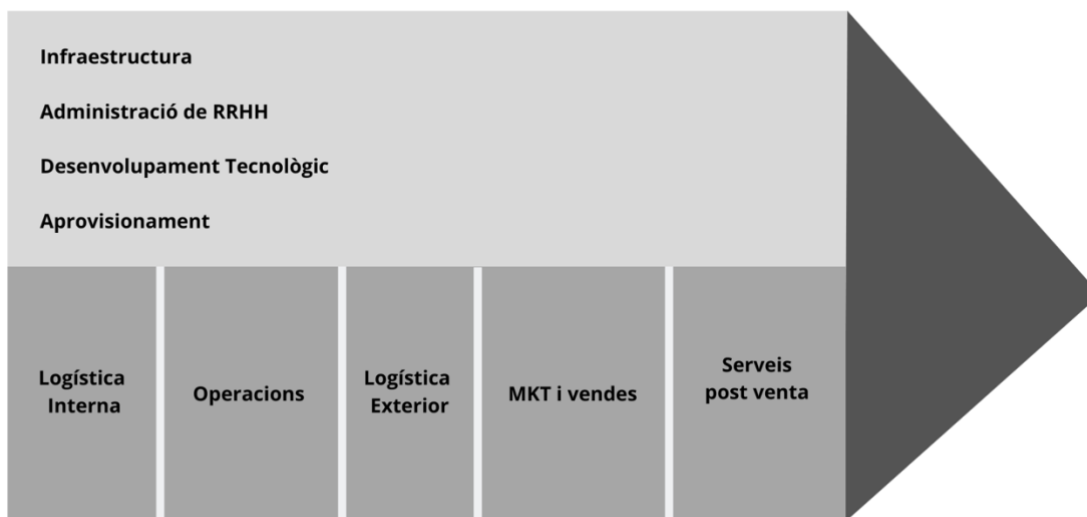 Infraestructura
Administració de RRHH
Desenvolupament Tecnològic
Aprovisionament
Logística
Interna
Operacions
Logística
Exterior
MKT i vendes
Serveis
post venta